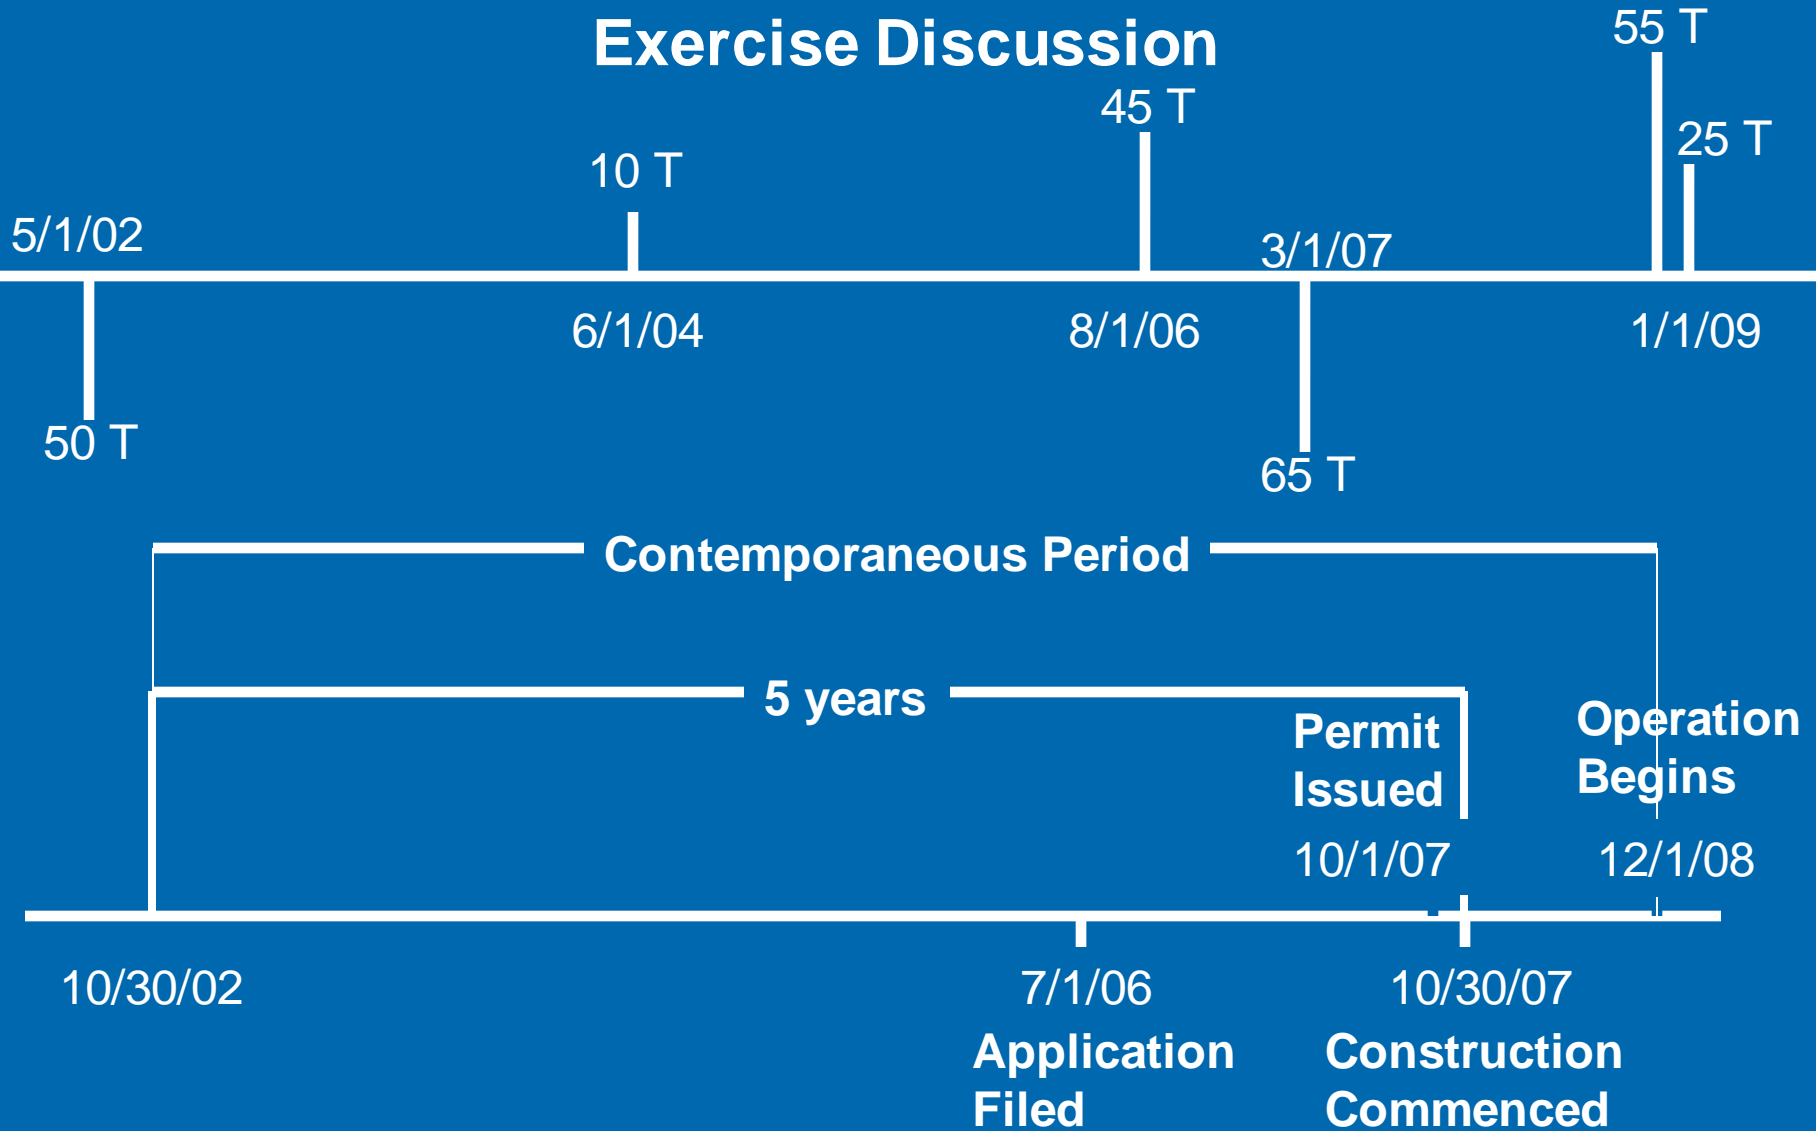 Exercise Discussion
55 T
45 T
25 T
10 T
5/1/02
3/1/07
6/1/04
8/1/06
1/1/09
50 T
65 T
Contemporaneous Period
5 years
Permit
Issued
10/1/07
Operation
Begins
12/1/08
10/30/02
7/1/06
Application
Filed
10/30/07
Construction
Commenced